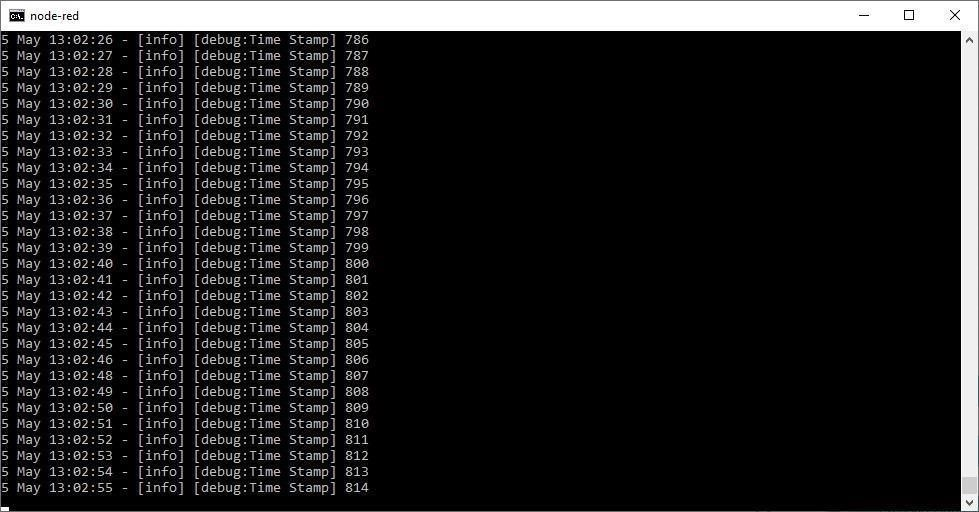 node-red
5 May 13:02:26 - [info] [debug:Time Stamp] 786
5 May 13:02:27 - [info] [debug:Time Stamp] 787
5 May 13:02:28 - [info] [debug:Time Stamp] 788
5 May 13:02:29 - [info] [debug:Time Stamp] 789
5 May 13:02:30 - [info] [debug:Time Stamp] 790
5 May 13:02:31 - [info] [debug:Time Stamp] 791
5 May 13:02:32 - [info] [debug:Time Stamp] 792
5 May 13:02:33 - [info] [debug:Time Stamp] 793
5 May 13:02:34 - [info] [debug:Time Stamp] 794
5 May 13:02:35 - [info] [debug:Time Stamp] 795
5 May 13:02:36 - [info] [debug:Time Stamp] 796
5 May 13:02:37 - [info] [debug:Time Stamp] 797
5 May 13:02:38 - [info] [debug:Time Stamp] 798
5 May 13:02:39 - [info] [debug:Time Stamp] 799
5 May 13:02:40 - [info] [debug:Time Stamp] 800
5 May 13:02:41 - [info] [debug:Time Stamp] 801
5 May 13:02:42 - [info] [debug:Time Stamp] 802
5 May 13:02:43 - [info] [debug:Time Stamp] 803
5 May 13:02:44 - [info] [debug:Time Stamp] 804
5 May 13:02:45 - [info] [debug:Time Stamp] 805
5 May 13:02:46 - [info] [debug:Time Stamp] 806
5 May 13:02:48 - [info] [debug:Time Stamp] 807
5 May 13:02:49 - [info] [debug:Time Stamp] 808
5 May 13:02:50 - [info] [debug:Time Stamp] 809
5 May 13:02:51 - [info] [debug:Time Stamp] 810
5 May 13:02:52 - [info] [debug:Time Stamp] 811
5 May 13:02:53 - [info] [debug:Time Stamp] 812
5 May 13:02:54 - [info] [debug:Time Stamp] 813
5 May 13:02:55 - [info] [debug:Time Stamp] 814